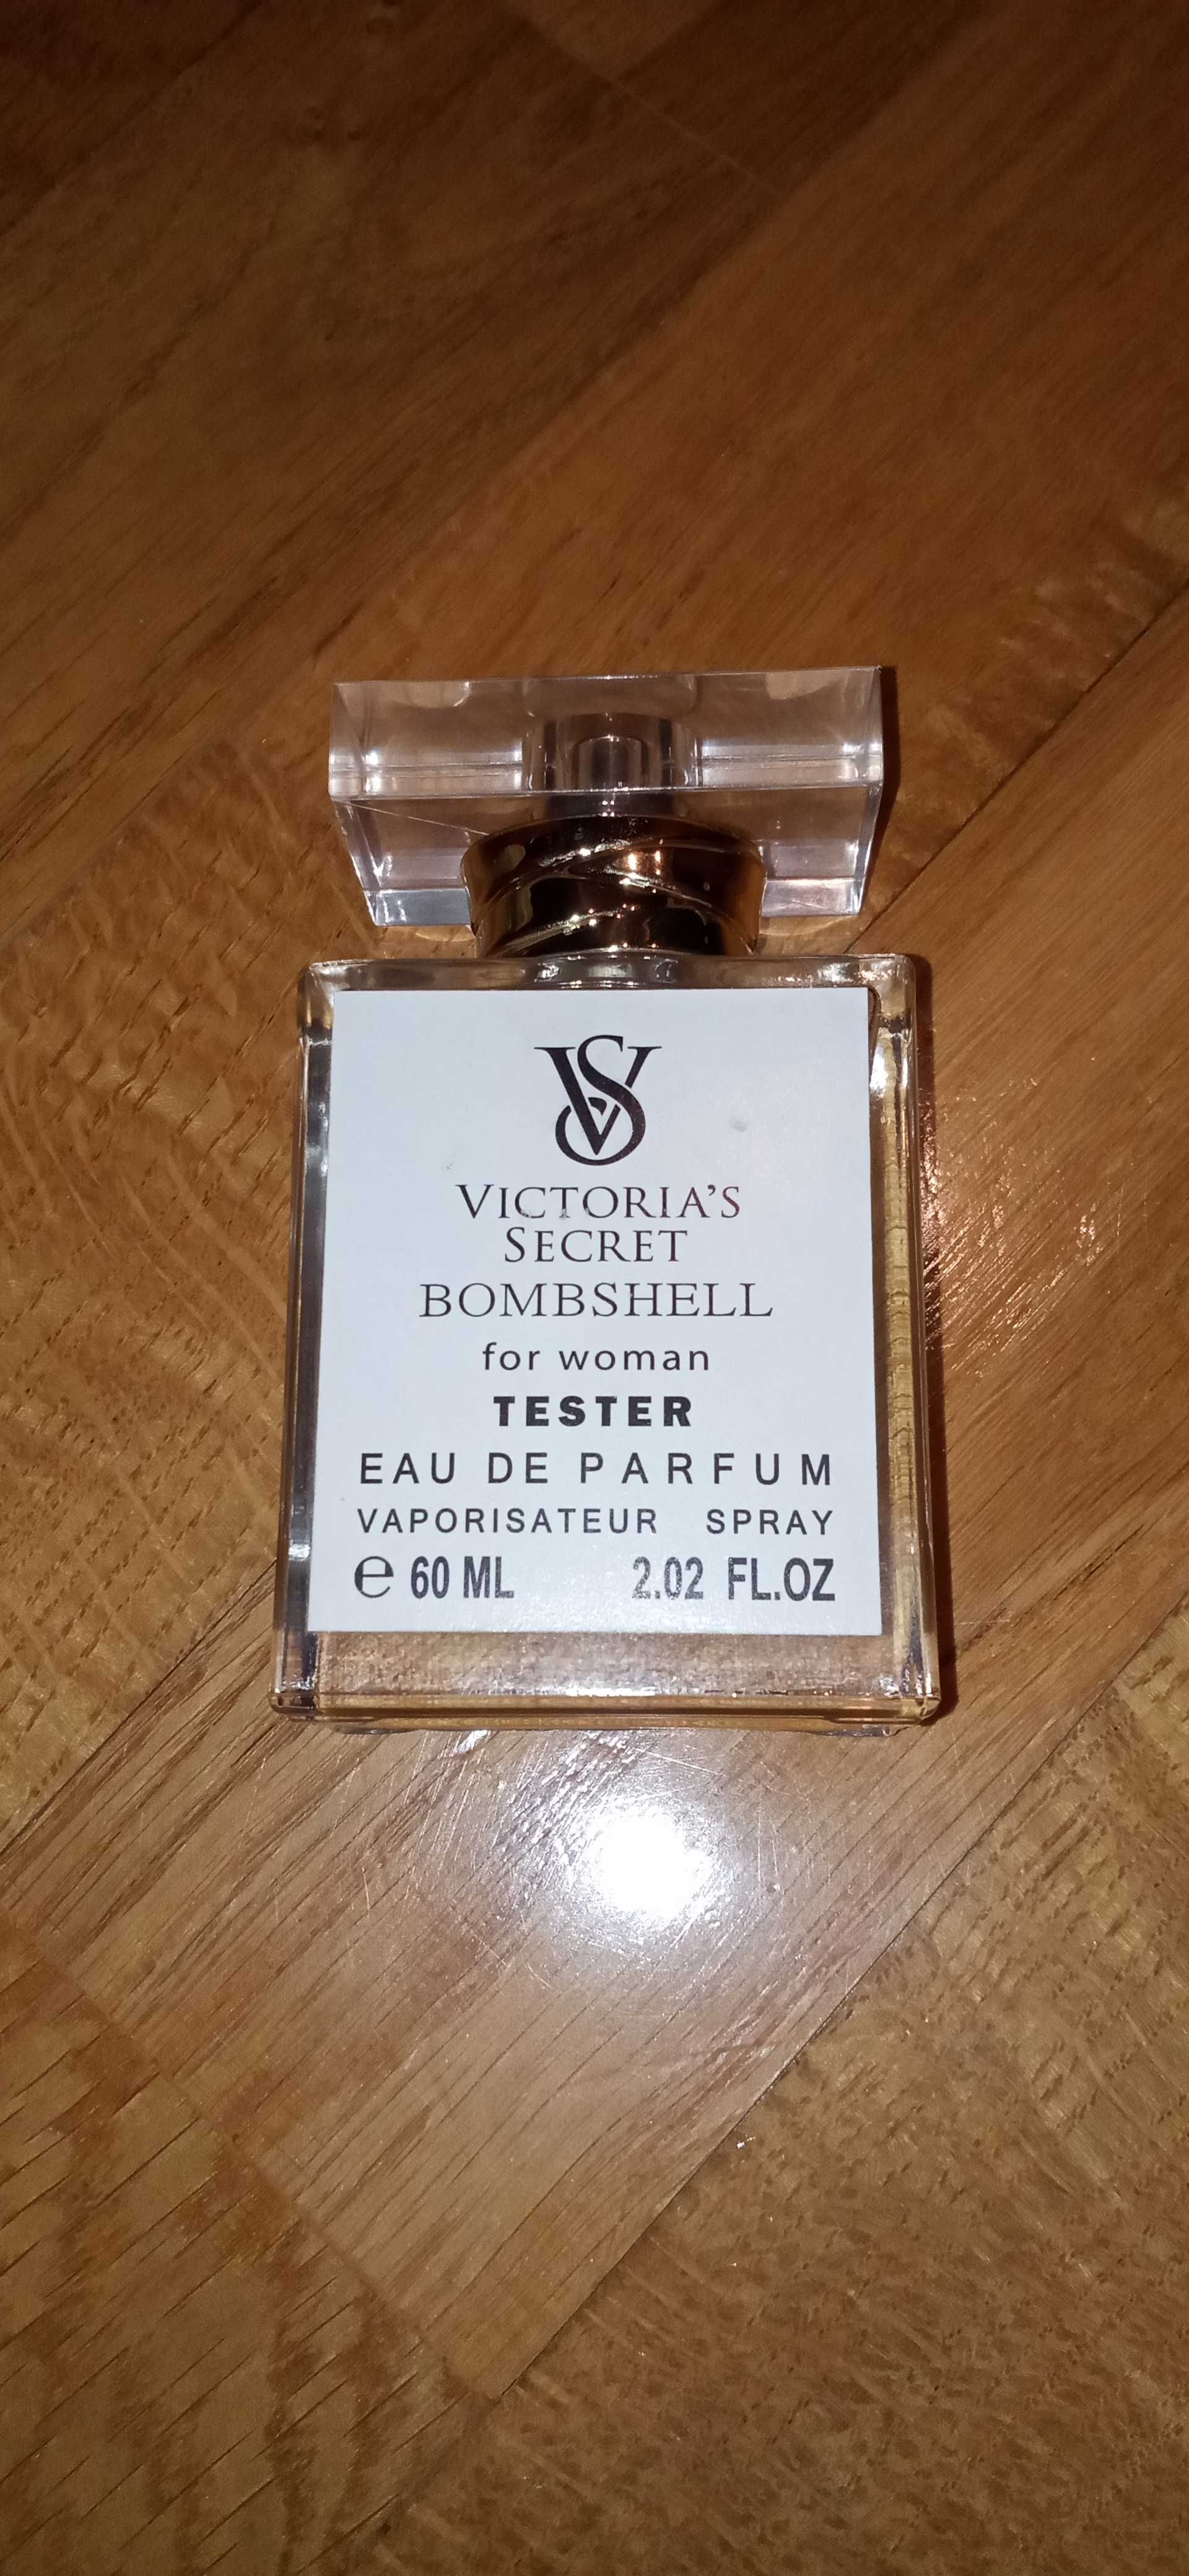 VS
VICTORIA'S
SECRET
BOMBSHELL
for woman
TESTER
EAU DE PARFUM
VAPORISATEUR SPRAY
℮ 60 ML 2.02 FL.OZ